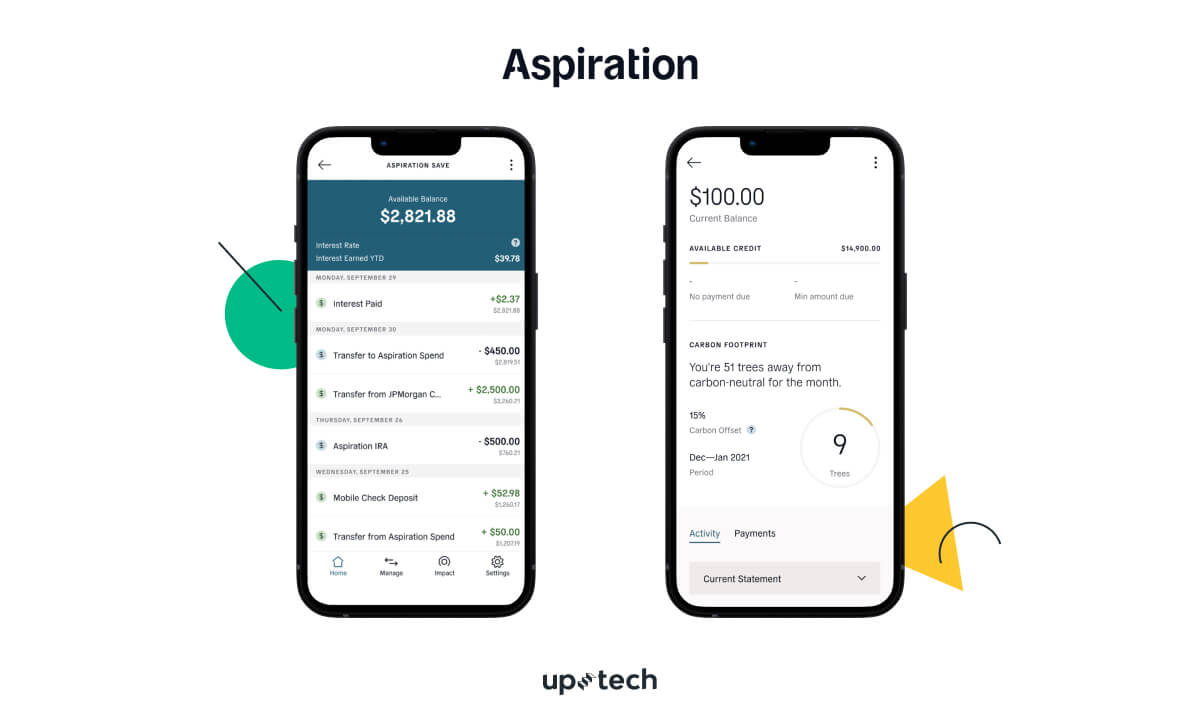 Aspiration
ASPIRATION SAVE
Available Balance
$2,821.88
Interest Rate ?
Interest Earned YTD $39.78
MONDAY, SEPTEMBER 29
$ Interest Paid +$2.37
$2,821.88
MONDAY, SEPTEMBER 30
$ Transfer to Aspiration Spend - $450.00
$2,819.51
$ Transfer from JPMorgan C... + $2,500.00
$3,260.21
THURSDAY, SEPTEMBER 26
$ Aspiration IRA - $500.00
$760.21
WEDNESDAY, SEPTEMBER 25
$ Mobile Check Deposit + $52.98
$1,260.17
$ Transfer from Aspiration Spend + $50.00
$1,207.19
Home Manage Impact Settings
$100.00
Current Balance
AVAILABLE CREDIT $14,900.00
- -
No payment due Min amount due
CARBON FOOTPRINT
You're 51 trees away from
carbon-neutral for the month.
15%
Carbon Offset ?
Dec—Jan 2021
Period
9
Trees
Activity Payments
Current Statement
upstech